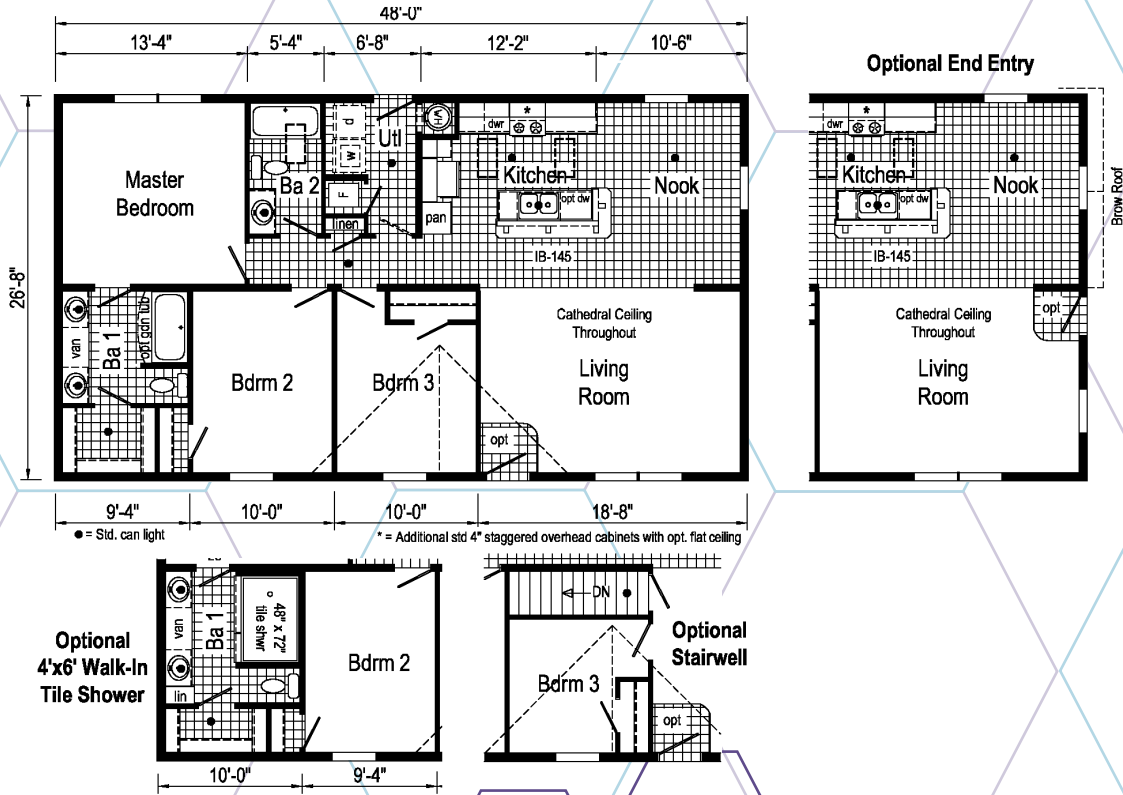 48'-0"
13'-4" 5'-4" 6'-8" 12'-2" 10'-6"
Optional End Entry
26'-8"
Master
Bedroom
Ba 2
d
w
Utl
F
linen
WH
pan
dwr
*
Kitchen
opt dw
Nook
IB-145
van
Ba 1
opt gdn tub
Bdrm 2
Bdrm 3
Cathedral Ceiling
Throughout
Living
Room
opt
dwr
*
Kitchen
opt dw
Nook
IB-145
Brow Roof
opt
Cathedral Ceiling
Throughout
Living
Room
9'-4" 10'-0" 10'-0" 18'-8"
= Std. can light
* = Additional std 4" staggered overhead cabinets with opt. flat ceiling
Optional
4'x6' Walk-In
Tile Shower
van
Ba 1
48" x 72"
tile shwr
lin
Bdrm 2
10'-0" 9'-4"
DN
Bdrm 3
opt
Optional
Stairwell